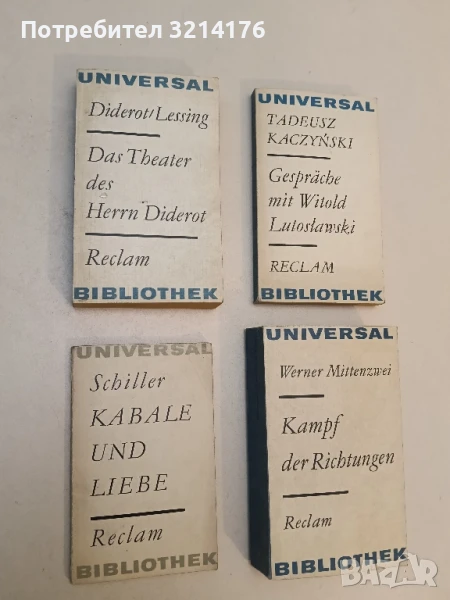 Потребител 3214176
UNIVERSAL
Diderot/Lessing
Das Theater
des
Herrn Diderot
Reclam
BIBLIOTHEK
UNIVERSAL
TADEUSZ
KACZYŃSKI
Gespräche
mit Witold
Lutosławski
RECLAM
BIBLIOTHEK
UNIVERSAL
Schiller
KABALE
UND
LIEBE
Reclam
BIBLIOTHEK
UNIVERSAL
Werner Mittenzwei
Kampf
der Richtungen
Reclam
BIBLIOTHEK
BAZAR